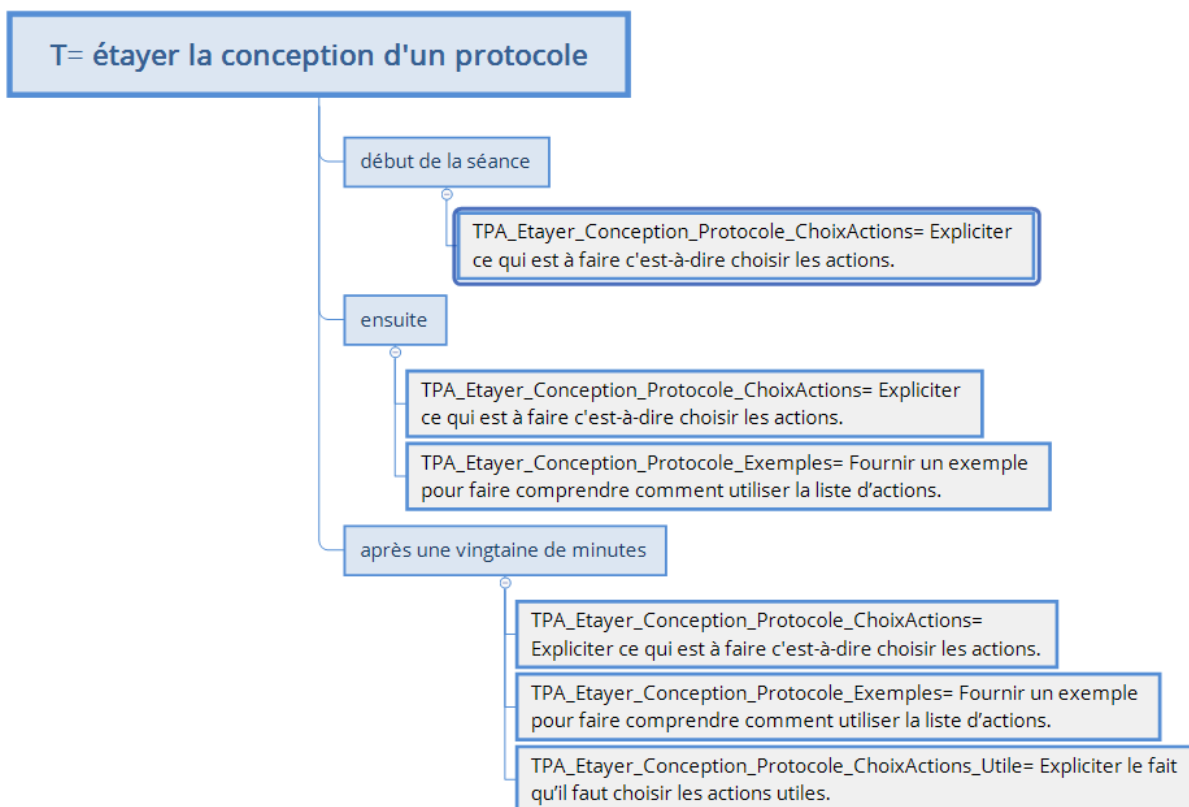 T= étayer la conception d'un protocole
début de la séance
TPA_Etayer_Conception_Protocole_ChoixActions= Expliciter
ce qui est à faire c'est-à-dire choisir les actions.
ensuite
TPA_Etayer_Conception_Protocole_ChoixActions= Expliciter
ce qui est à faire c'est-à-dire choisir les actions.
TPA_Etayer_Conception_Protocole_Exemples= Fournir un exemple
pour faire comprendre comment utiliser la liste d’actions.
après une vingtaine de minutes
TPA_Etayer_Conception_Protocole_ChoixActions=
Expliciter ce qui est à faire c'est-à-dire choisir les actions.
TPA_Etayer_Conception_Protocole_Exemples= Fournir un exemple
pour faire comprendre comment utiliser la liste d’actions.
TPA_Etayer_Conception_Protocole_ChoixActions_Utile= Expliciter le fait
qu’il faut choisir les actions utiles.